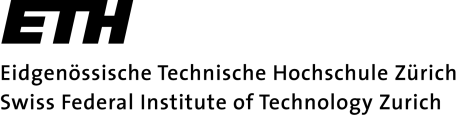 ETH
Eidgenössische Technische Hochschule Zürich
Swiss Federal Institute of Technology Zurich